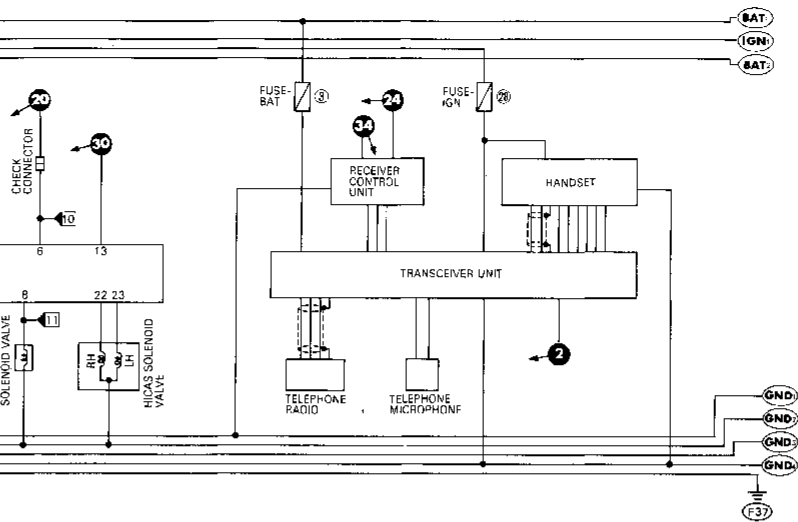 BAT1
IGN1
BAT2
FUSE-
BAT
9
24
FUSE-
IGN
28
20
34
30
CHECK
CONNECTOR
RECEIVER
CONTROL
UNIT
HANDSET
10
6
13
TRANSCEIVER UNIT
8
22 23
11
SOLENOID VALVE
RH
LH
HICAS SOLENOID
VALVE
2
TELEPHONE
RADIO
TELEPHONE
MICROPHONE
GND1
GND2
GND3
GND4
F37